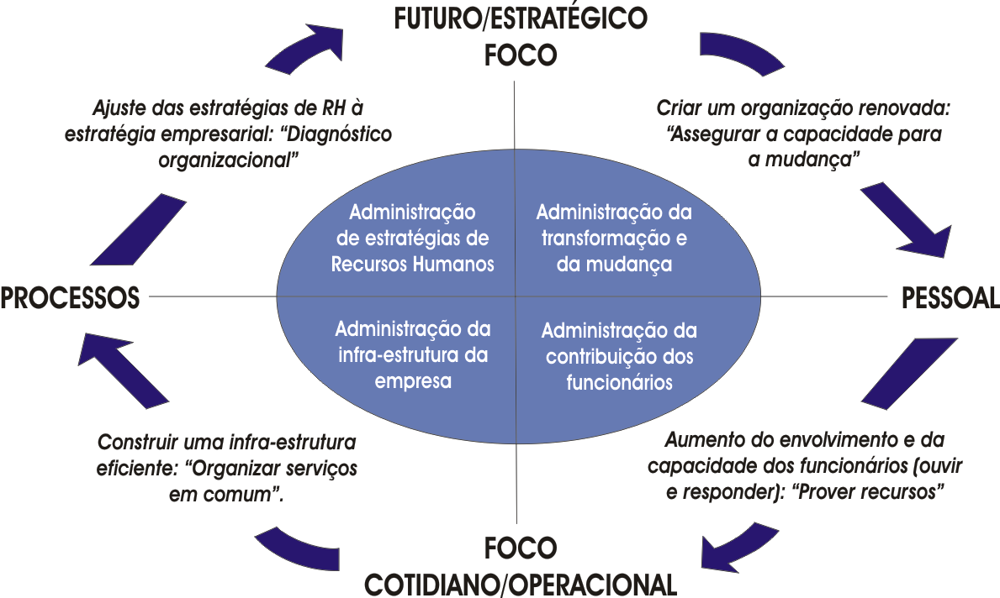 FUTURO/ESTRATÉGICO
FOCO
Ajuste das estratégias de RH à
estratégia empresarial: “Diagnóstico
organizacional”
Criar um organização renovada:
“Assegurar a capacidade para
a mudança”
Administração
de estratégias de
Recursos Humanos
Administração da
transformação e
da mudança
PROCESSOS
PESSOAL
Administração da
infra-estrutura da
empresa
Administração da
contribuição dos
funcionários
Construir uma infra-estrutura
eficiente: “Organizar serviços
em comum”.
Aumento do envolvimento e da
capacidade dos funcionários (ouvir
e responder): “Prover recursos”
FOCO
COTIDIANO/OPERACIONAL